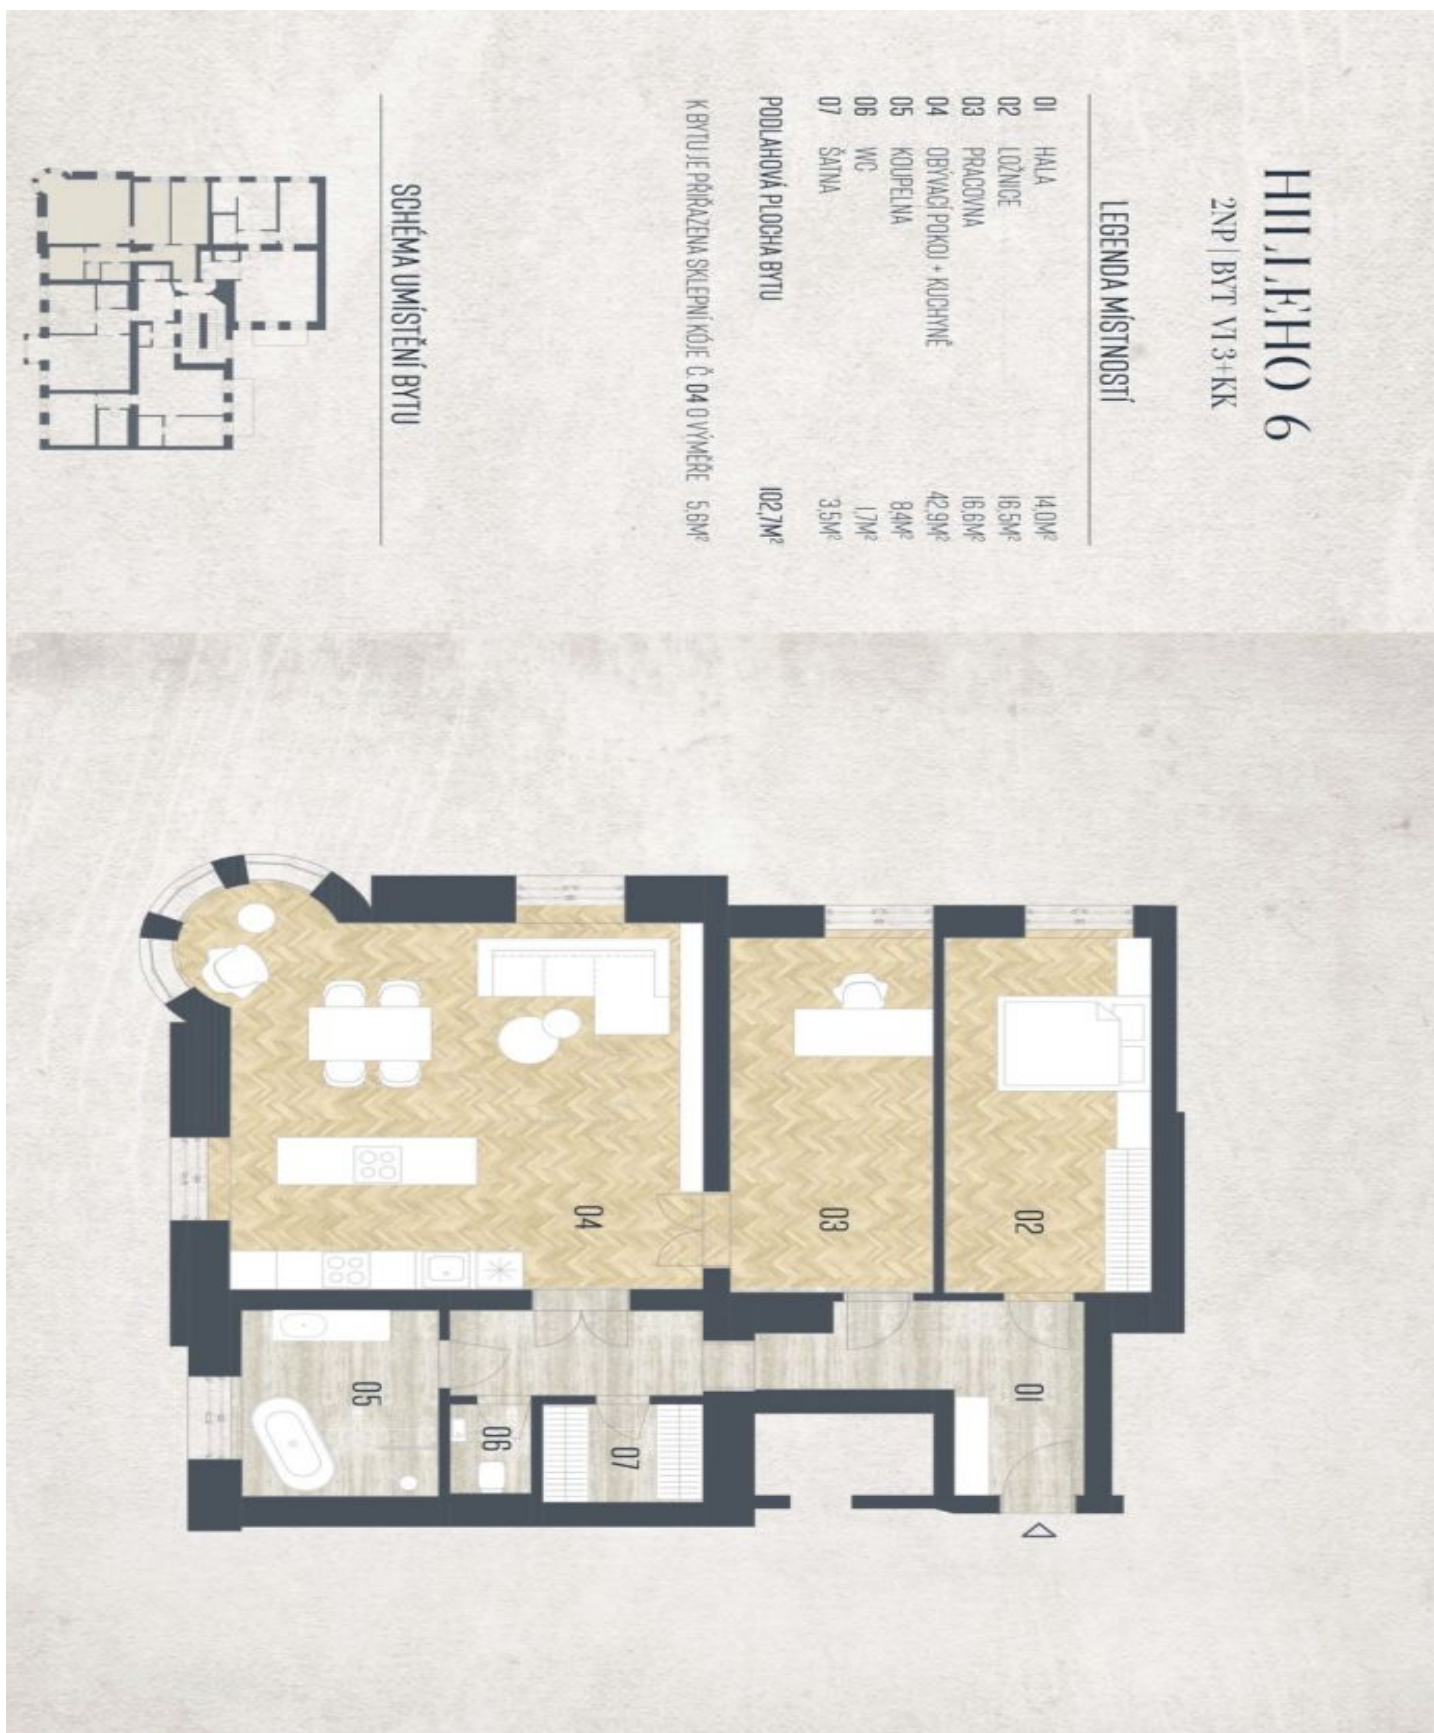 HILLEHO 6
2NP | BYT VI 3+KK
LEGENDA MÍSTNOSTÍ
01 HALA 14,0M²
02 LOŽNICE 16,5M²
03 PRACOVNA 16,6M²
04 OBÝVACÍ POKOJ + KUCHYNĚ 42,9M²
05 KOUPELNA 8,4M²
06 WC 1,7M²
07 ŠATNA 3,5M²
PODLAHOVÁ PLOCHA BYTU 102,7M²
K BYTU JE PŘIŘAZENA SKLEPNÍ KÓJE Č. 04 O VÝMĚŘE 5,6M²
SCHÉMA UMÍSTĚNÍ BYTU
02
01
03
04
07
06
05